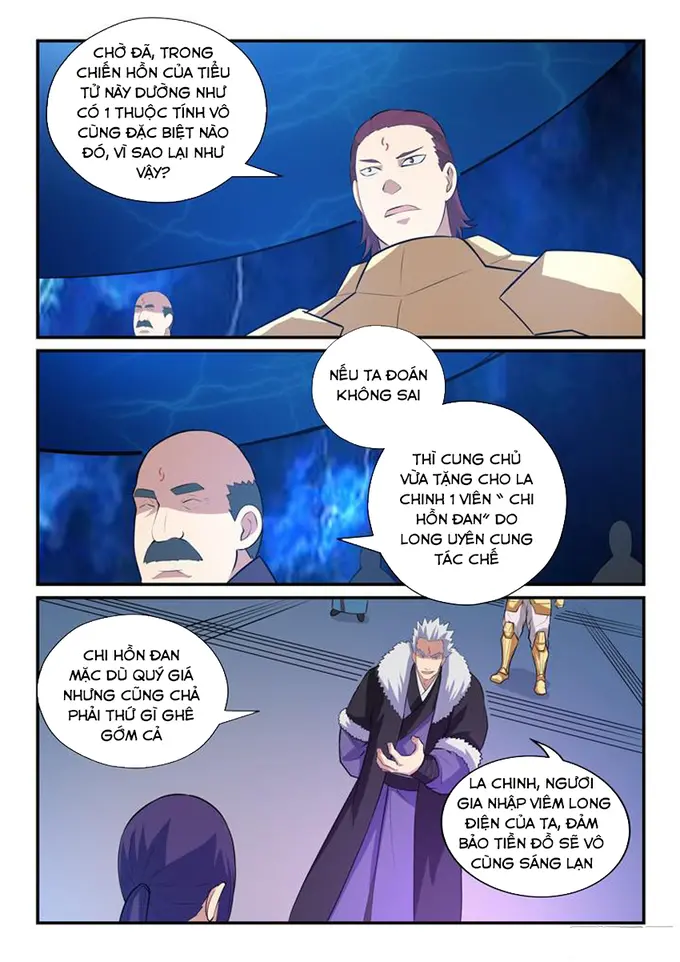 CHỜ ĐÃ, TRONG
CHIẾN HỒN CỦA TIỂU
TỬ NÀY DƯỜNG NHƯ
CÓ 1 THUỘC TÍNH VÔ
CÙNG ĐẶC BIỆT NÀO
ĐÓ, VÌ SAO LẠI NHƯ
VẬY?
NẾU TA ĐOÁN
KHÔNG SAI
THÌ CUNG CHỦ
VỪA TẶNG CHO LA
CHINH 1 VIÊN “ CHI
HỒN ĐAN” DO
LONG UYÊN CUNG
TÁC CHẾ
CHI HỒN ĐAN
MẶC DÙ QUÝ GIÁ
NHƯNG CŨNG CHẢ
PHẢI THỨ GÌ GHÊ
GỚM CẢ
LA CHINH, NGƯƠI
GIA NHẬP VIÊM LONG
ĐIỆN CỦA TA, ĐẢM
BẢO TIỀN ĐỒ SẼ VÔ
CÙNG SÁNG LẠN